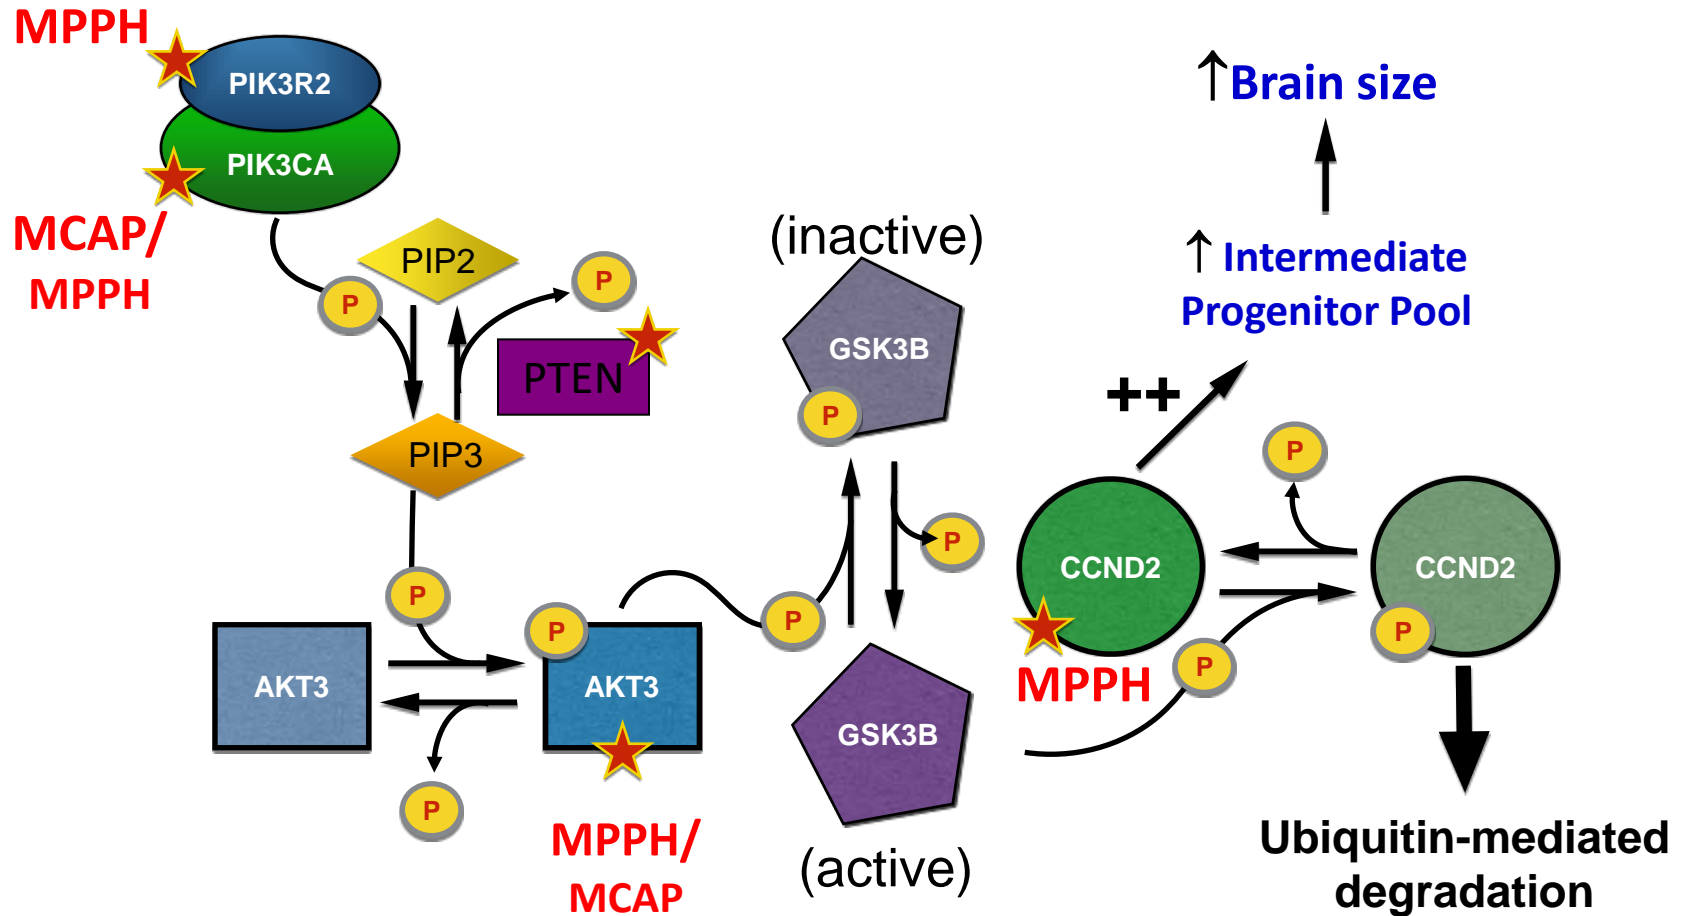 MPPH
PIK3R2
PIK3CA
MCAP/
MPPH
PIP2
P
P
PTEN
PIP3
P
AKT3
P
AKT3
P
MPPH/
MCAP
P
(inactive)
GSK3B
P
P
GSK3B
(active)
↑Brain size
↑ Intermediate
Progenitor Pool
++
P
CCND2
CCND2
P
MPPH
P
Ubiquitin-mediated
degradation